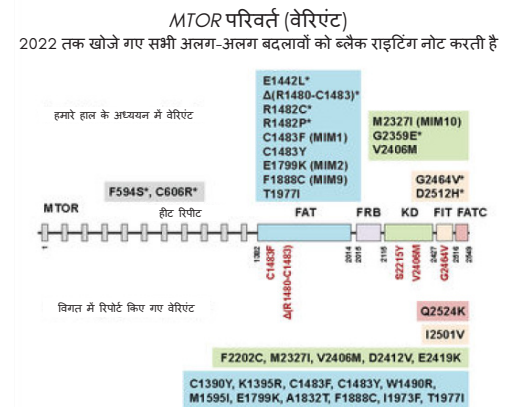 MTOR परिवर्त (वेरिएंट)
2022 तक खोजे गए सभी अलग-अलग बदलावों को ब्लैक राइटिंग नोट करती है
हमारे हाल के अध्ययन में वेरिएंट
E1442L*
Δ(R1480-C1483)*
R1482C*
R1482P*
C1483F (MIM1)
C1483Y
E1799K (MIM2)
F1888C (MIM9)
T1977I
M2327I (MIM10)
G2359E*
V2406M
F594S*, C606R*
G2464V*
D2512H*
MTOR
हीट रिपीट
FAT
FRB
KD
FIT
FATC
1
1382
2014
2015
2115
2427
2516
2549
C1483F
Δ(R1480-C1483)
S2215Y
V2406M
G2464V
विगत में रिपोर्ट किए गए वेरिएंट
Q2524K
I2501V
F2202C, M2327I, V2406M, D2412V, E2419K
C1390Y, K1395R, C1483F, C1483Y, W1490R,
M1595I, E1799K, A1832T, F1888C, I1973F, T1977I